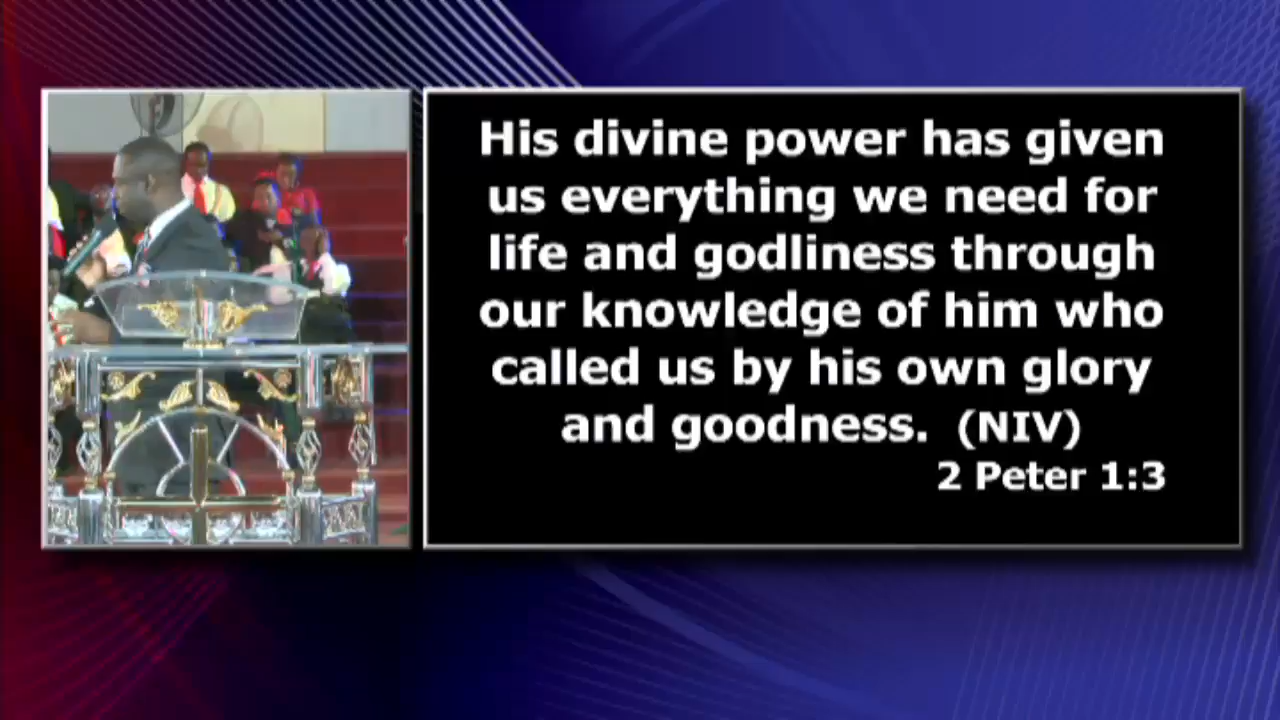 His divine power has given
us everything we need for
life and godliness through
our knowledge of him who
called us by his own glory
and goodness. (NIV)
2 Peter 1:3